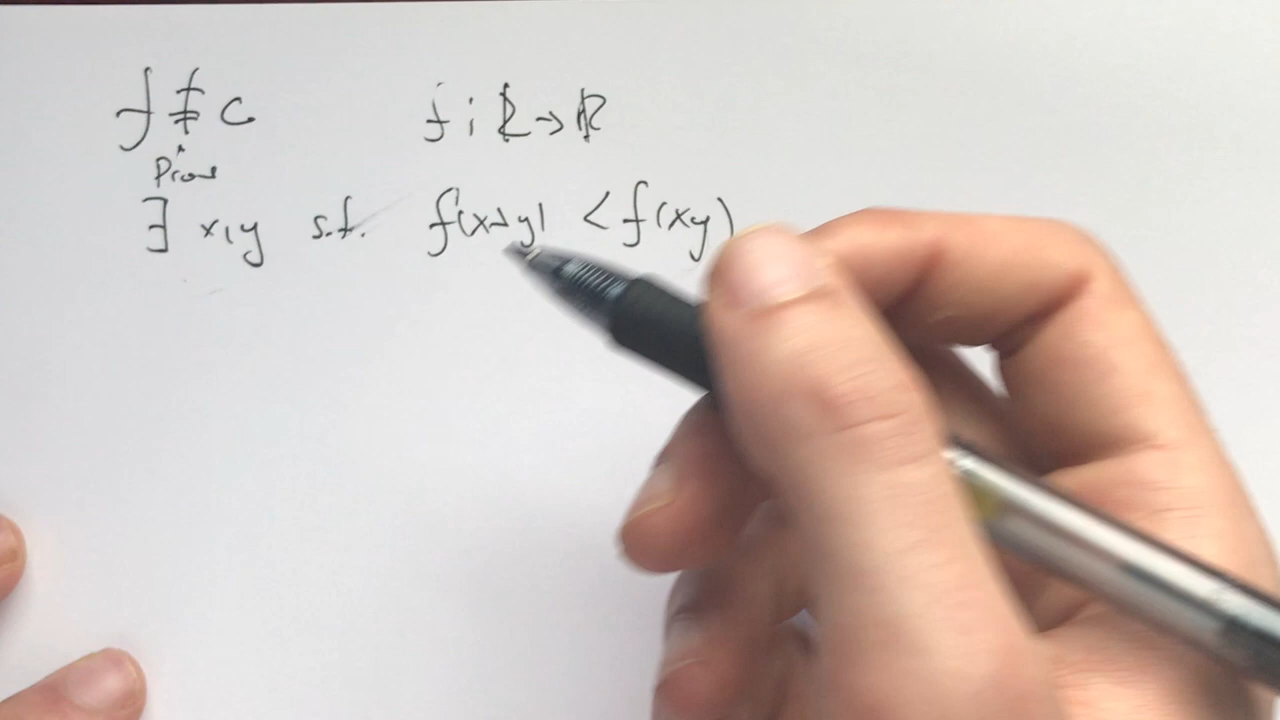 f ≢ c f : ℝ → ℝ
Prove
∃ x,y s.t. f(x+y) < f(xy)